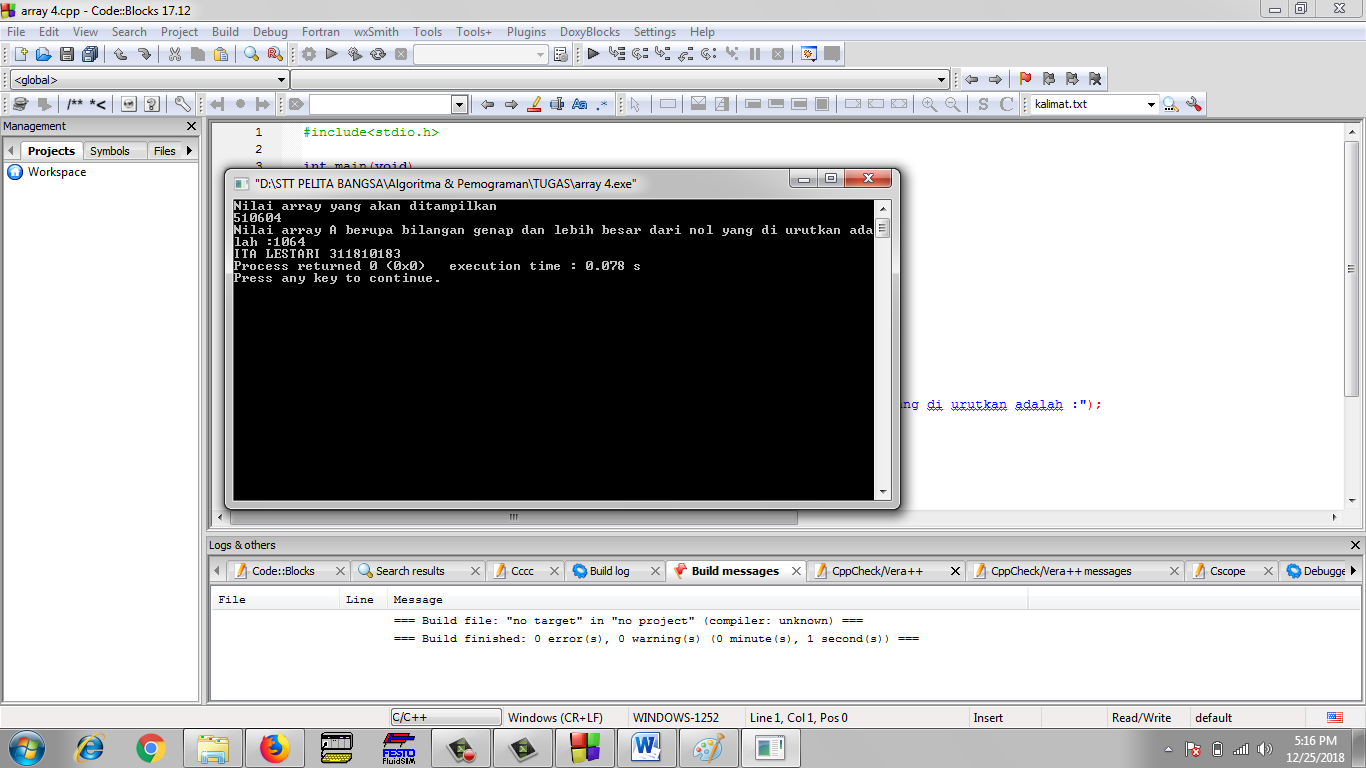 array 4.cpp - Code::Blocks 17.12
File Edit View Search Project Build Debug Fortran wxSmith Tools Tools+ Plugins DoxyBlocks Settings Help
<global>
/** *<
Aa .*
S C
kalimat.txt
Management
Projects Symbols Files
Workspace
1 #include<stdio.h>
2
3 int main(void)
"D:\STT PELITA BANGSA\Algoritma & Pemograman\TUGAS\array 4.exe"
Nilai array yang akan ditampilkan
510604
Nilai array A berupa bilangan genap dan lebih besar dari nol yang di urutkan ada
lah :1064
ITA LESTARI 311810183
Process returned 0 (0x0)   execution time : 0.078 s
Press any key to continue.
ng di urutkan adalah :");
Logs & others
Code::Blocks Search results Cccc Build log Build messages CppCheck/Vera++ CppCheck/Vera++ messages Cscope Debugge
File Line Message
=== Build file: "no target" in "no project" (compiler: unknown) ===
=== Build finished: 0 error(s), 0 warning(s) (0 minute(s), 1 second(s)) ===
C/C++ Windows (CR+LF) WINDOWS-1252 Line 1, Col 1, Pos 0 Insert Read/Write default
FESTO
FluidSIM
5:16 PM
12/25/2018